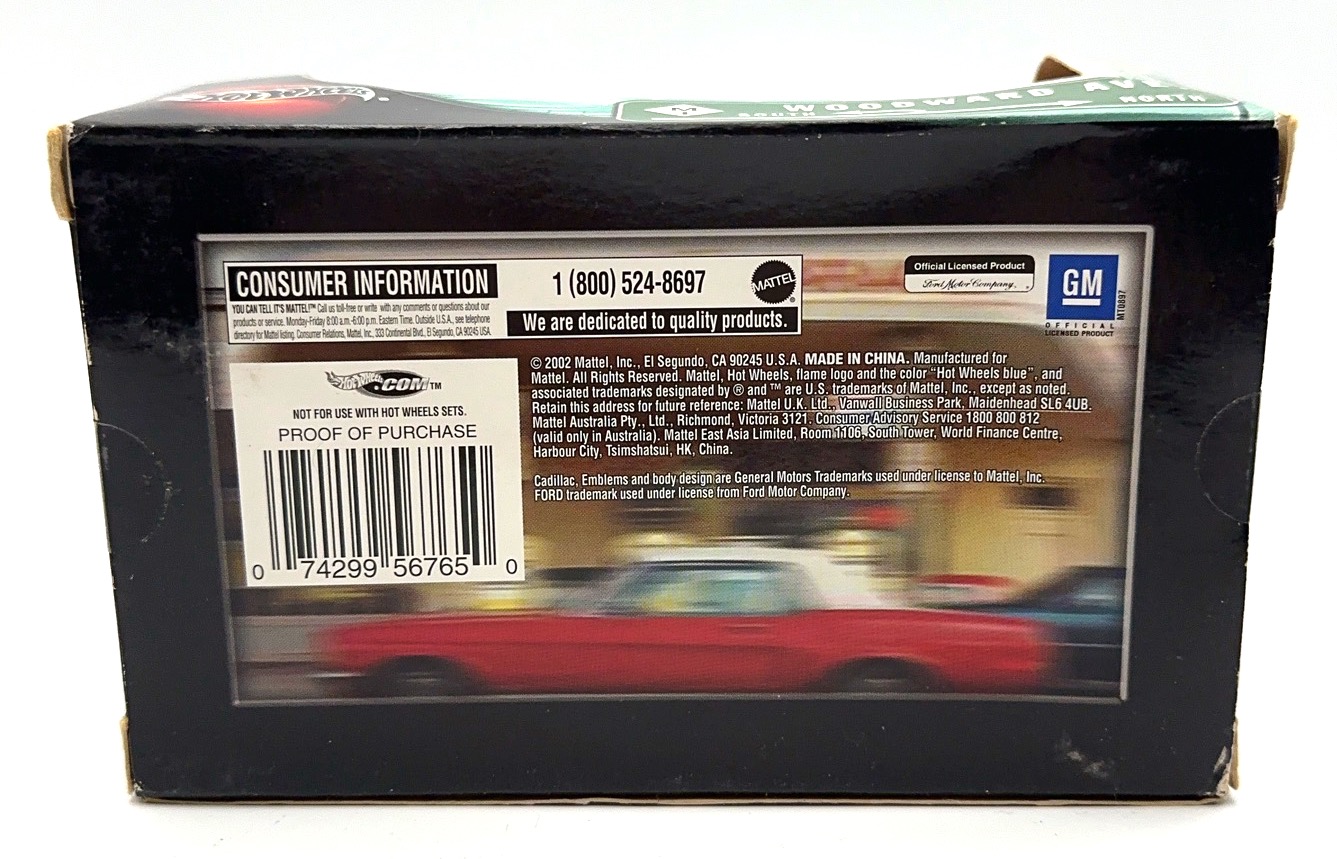 HOT WHEELS
WOODWARD AVE
SOUTH
NORTH
CONSUMER INFORMATION
YOU CAN TELL IT'S MATTEL!™ Call us toll-free or write with any comments or questions about our
products or service. Monday-Friday 8:00 a.m.-6:00 p.m. Eastern Time. Outside U.S.A., see telephone
directory for Mattel listing. Consumer Relations, Mattel, Inc., 333 Continental Blvd., El Segundo, CA 90245 USA.
1 (800) 524-8697
MATTEL®
We are dedicated to quality products.
Official Licensed Product
Ford Motor Company.
GM
OFFICIAL
LICENSED PRODUCT
MT0897
HOT WHEELS.COM™
NOT FOR USE WITH HOT WHEELS SETS.
PROOF OF PURCHASE
0 74299 56765 0
© 2002 Mattel, Inc., El Segundo, CA 90245 U.S.A. MADE IN CHINA. Manufactured for
Mattel. All Rights Reserved. Mattel, Hot Wheels, flame logo and the color "Hot Wheels blue", and
associated trademarks designated by ® and ™ are U.S. trademarks of Mattel, Inc., except as noted.
Retain this address for future reference: Mattel U.K. Ltd., Vanwall Business Park, Maidenhead SL6 4UB.
Mattel Australia Pty., Ltd., Richmond, Victoria 3121. Consumer Advisory Service 1800 800 812
(valid only in Australia). Mattel East Asia Limited, Room 1106, South Tower, World Finance Centre,
Harbour City, Tsimshatsui, HK, China.
Cadillac, Emblems and body design are General Motors Trademarks used under license to Mattel, Inc.
FORD trademark used under license from Ford Motor Company.